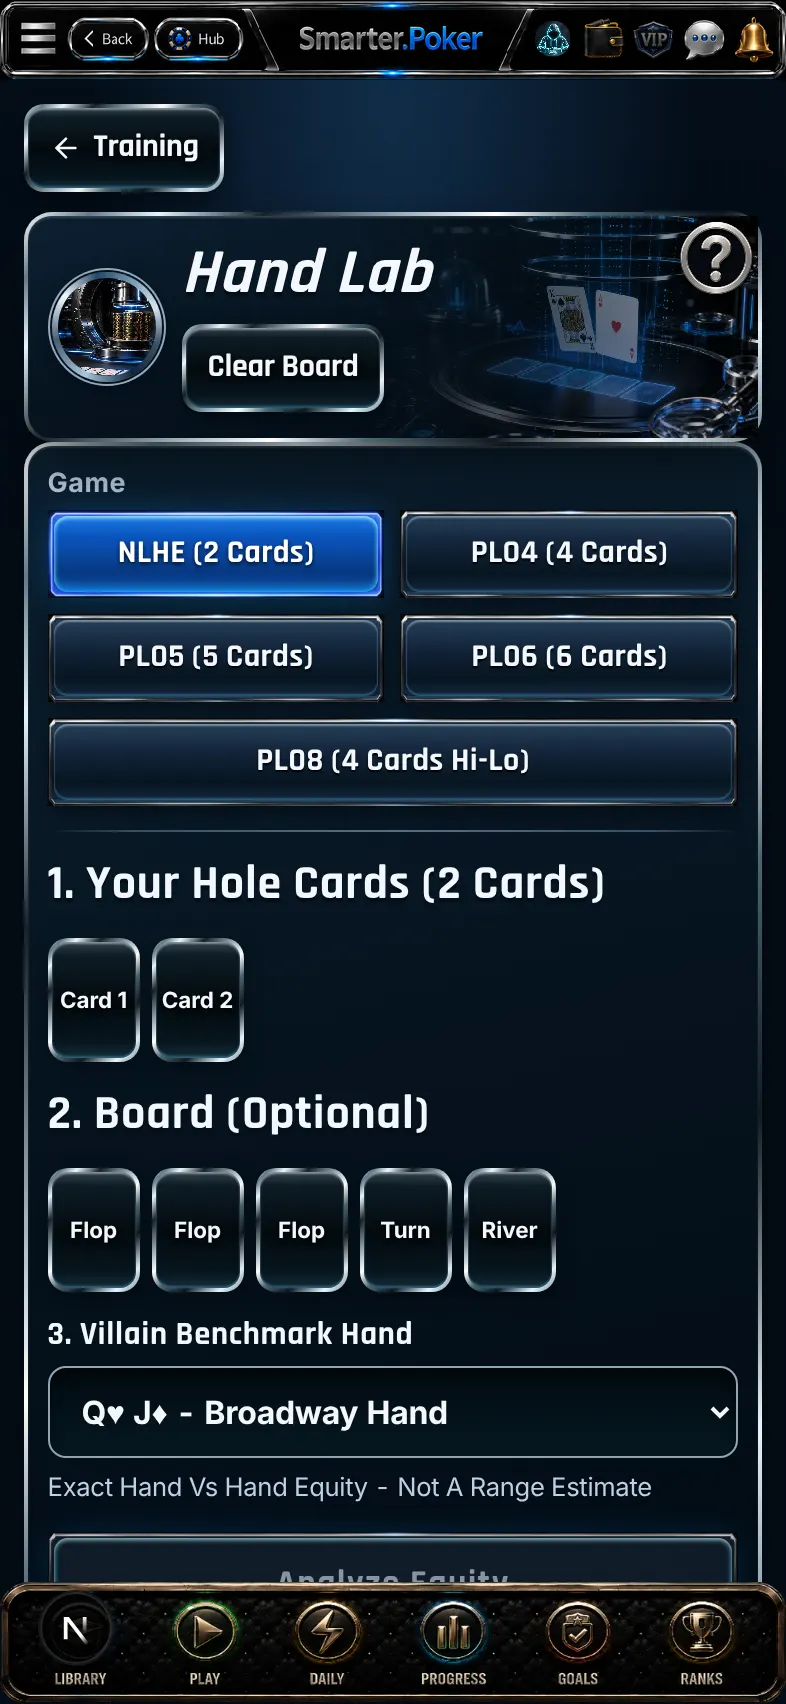 Back
Hub
Smarter.Poker
VIP
← Training
Hand Lab
?
Clear Board
Game
NLHE (2 Cards)
PLO4 (4 Cards)
PLO5 (5 Cards)
PLO6 (6 Cards)
PLO8 (4 Cards Hi-Lo)
1. Your Hole Cards (2 Cards)
Card 1
Card 2
2. Board (Optional)
Flop
Flop
Flop
Turn
River
3. Villain Benchmark Hand
Q♥ J♦ - Broadway Hand
Exact Hand Vs Hand Equity - Not A Range Estimate
Analyze Equity
N
LIBRARY
PLAY
DAILY
PROGRESS
GOALS
RANKS